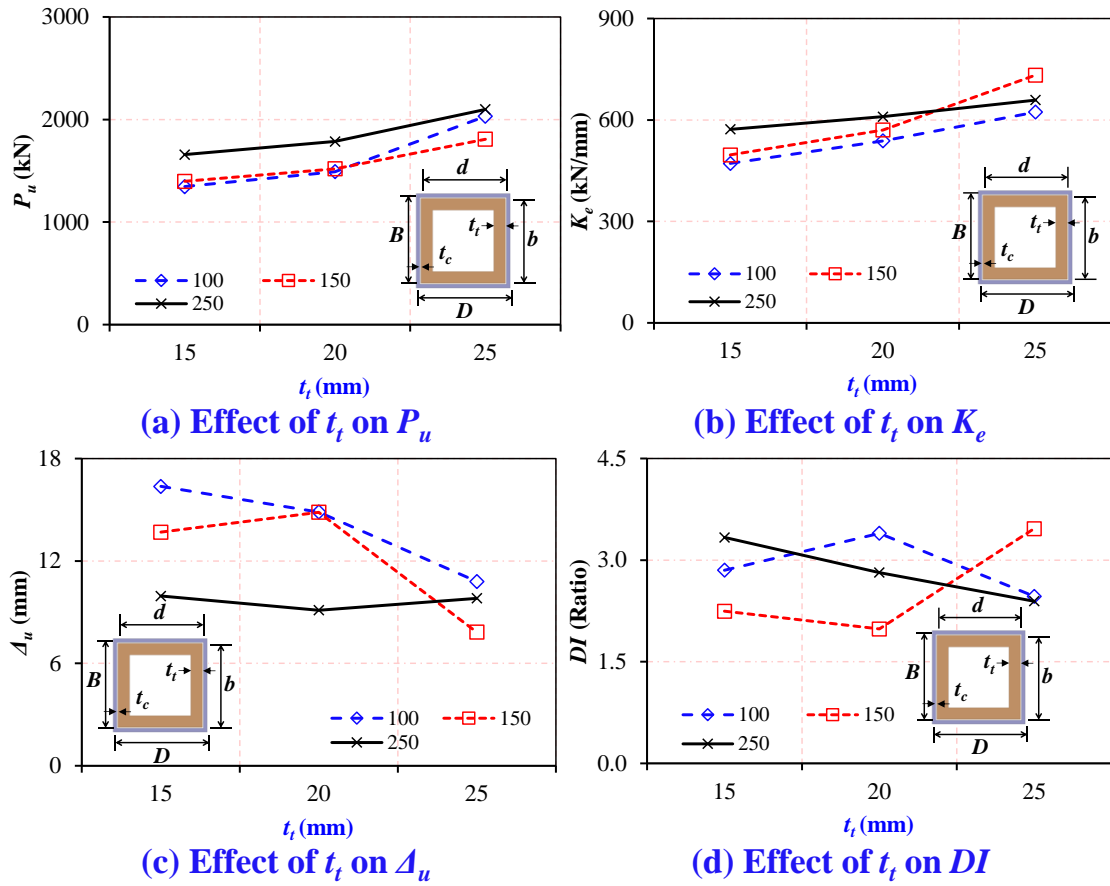 3000
2000
1000
0
P_u (kN)
d
B
t_t
b
t_c
D
100
150
250
15 20 25
t_t (mm)
(a) Effect of t_t on P_u
900
600
300
0
K_e (kN/mm)
d
B
t_t
b
t_c
D
100
150
250
15 20 25
t_t (mm)
(b) Effect of t_t on K_e
18
12
6
0
Δ_u (mm)
d
B
t_t
b
t_c
D
100
150
250
15 20 25
t_t (mm)
(c) Effect of t_t on Δ_u
4.5
3.0
1.5
0.0
DI (Ratio)
d
B
t_t
b
t_c
D
100
150
250
15 20 25
t_t (mm)
(d) Effect of t_t on DI